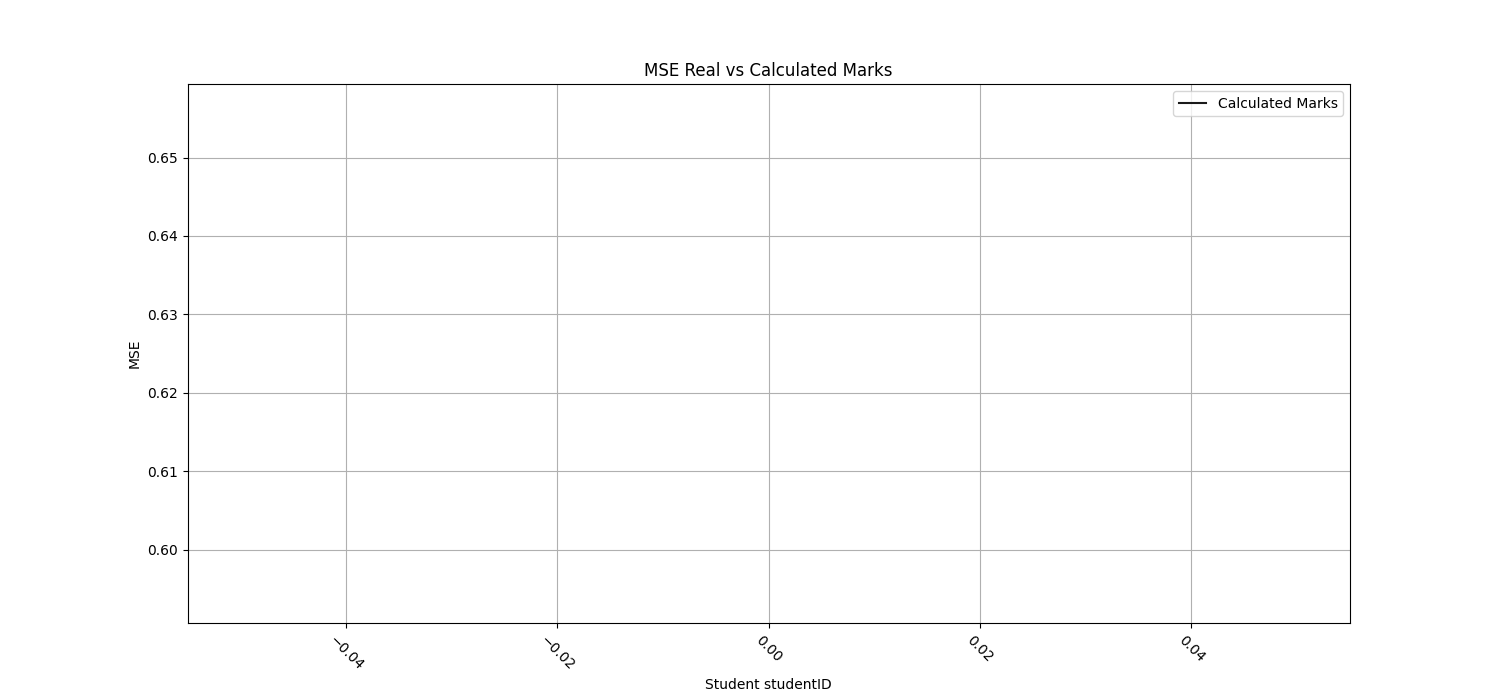 MSE Real vs Calculated Marks
Calculated Marks
0.65
0.64
0.63
0.62
0.61
0.60
MSE
−0.04
−0.02
0.00
0.02
0.04
Student studentID